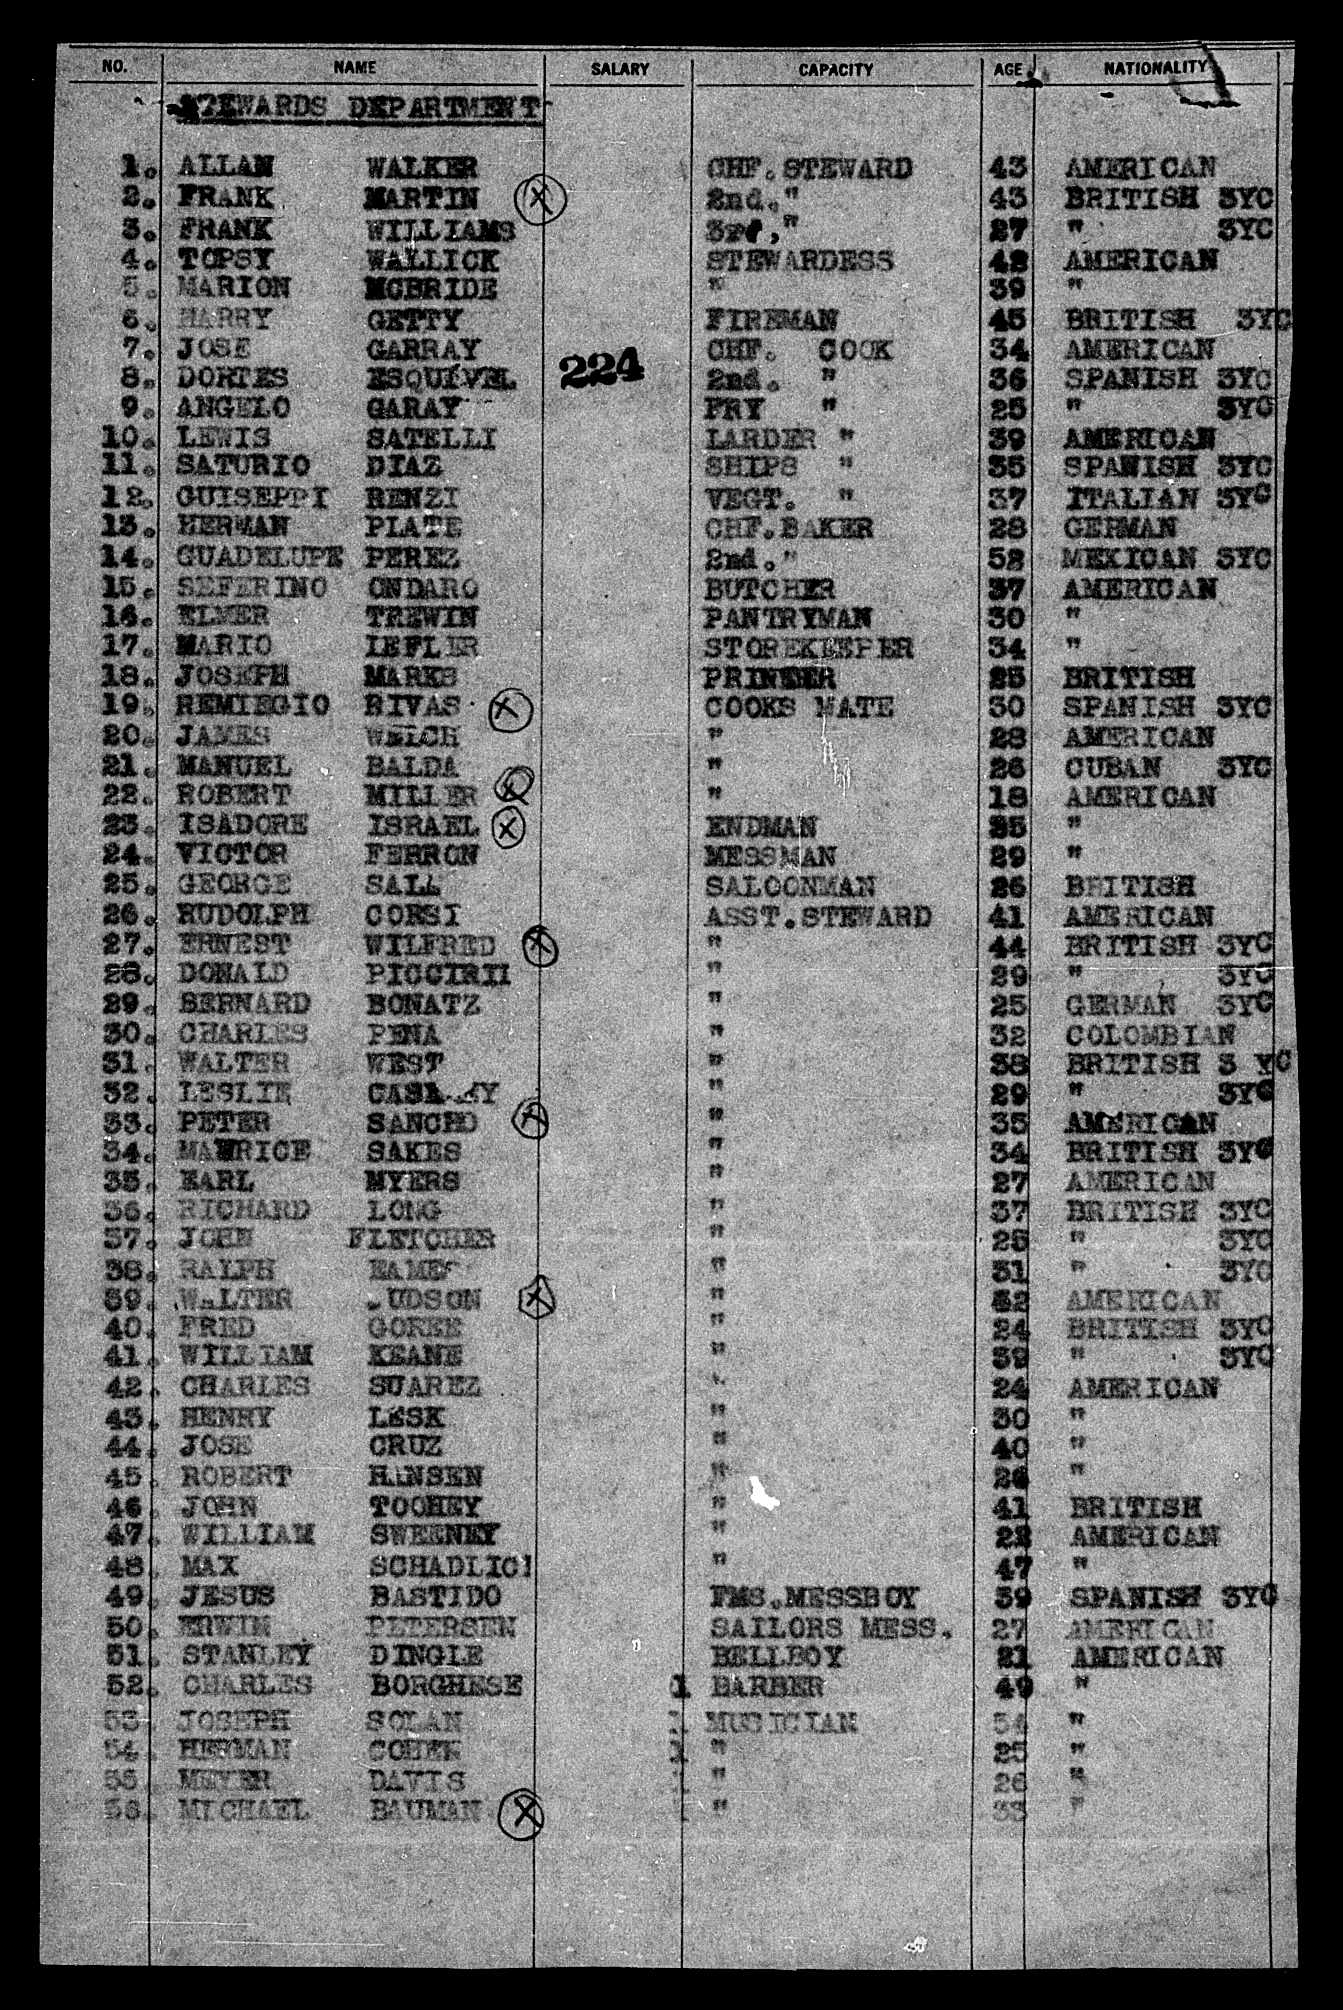 NO. NAME SALARY CAPACITY AGE NATIONALITY
STEWARDS DEPARTMENT
1. ALLAN WALKER CHF. STEWARD 43 AMERICAN
2. FRANK MARTIN X 2nd. " 43 BRITISH 3YC
3. FRANK WILLIAMS 3rd, " 27 " 3YC
4. TOPSY WALLICK STEWARDESS 42 AMERICAN
5. MARION MCBRIDE " 39 "
6. HARRY GETTY FIREMAN 45 BRITISH 3YC
7. JOSE GARRAY CHF. COOK 34 AMERICAN
224
8. DORTES ESQUIVEL 2nd. " 36 SPANISH 3YC
9. ANGELO GARAY FRY " 25 " 3YC
10. LEWIS SATELLI LARDER " 39 AMERICAN
11. SATURIO DIAZ SHIPS " 35 SPANISH 3YC
12. GUISEPPI RENZI VEGT. " 37 ITALIAN 3YC
13. HERMAN PLATE CHF. BAKER 28 GERMAN
14. GUADELUPE PEREZ 2nd. " 52 MEXICAN 3YC
15. SEFERINO ONDARO BUTCHER 37 AMERICAN
16. ELMER TREWIN PANTRYMAN 30 "
17. MARIO LEFLER STOREKEEPER 34 "
18. JOSEPH MARKS PRINTER 25 BRITISH
19. REMIEGIO RIVAS X COOKS MATE 30 SPANISH 3YC
20. JAMES WELCH " 28 AMERICAN
21. MANUEL BALDA " 26 CUBAN 3YC
22. ROBERT MILLER X " 18 AMERICAN
23. ISADORE ISRAEL X ENDMAN 25 "
24. VICTOR FERRON MESSMAN 29 "
25. GEORGE SALL SALOONMAN 26 BRITISH
26. RUDOLPH CORSI ASST. STEWARD 41 AMERICAN
27. ERNEST WILFRED X " 44 BRITISH 3YC
28. DONALD " 29 " 3YC
29. BERNARD BONATZ " 25 GERMAN 3YC
30. CHARLES PENA " 32 COLOMBIAN
31. WALTER WEST " 38 BRITISH 3 YC
32. LESLIE " 29 " 3YC
33. PETER SANCHO X " 35 AMERICAN
34. MAURICE SAKES " 34 BRITISH 3YC
35. EARL MYERS " 27 AMERICAN
36. RICHARD LONG " 37 BRITISH 3YC
37. JOHN FLETCHER " 25 " 3YC
38. RALPH EAMES " 31 " 3YC
39. WALTER JUDSON X " 32 AMERICAN
40. FRED GOREE " 24 BRITISH 3YC
41. WILLIAM KEANE " 39 " 3YC
42. CHARLES SUAREZ " 24 AMERICAN
43. HENRY LESK " 30 "
44. JOSE CRUZ " 40 "
45. ROBERT HANSEN " 26 "
46. JOHN TOOHEY " 41 BRITISH
47. WILLIAM SWEENEY " 22 AMERICAN
48. MAX SCHADLICH " 47 "
49. JESUS BASTIDO FMS. MESSBOY 39 SPANISH 3YC
50. ERWIN PETERSEN SAILORS MESS. 27 AMERICAN
51. STANLEY DINGLE BELLBOY 21 AMERICAN
52. CHARLES BORGHESE 1 BARBER 49 "
53. JOSEPH SOLAN 1 MUSICIAN 54 "
54. HERMAN COHEN 1 " 25 "
55. MEYER DAVIS 1 " 26 "
56. MICHAEL BAUMAN X 1 " 33 "